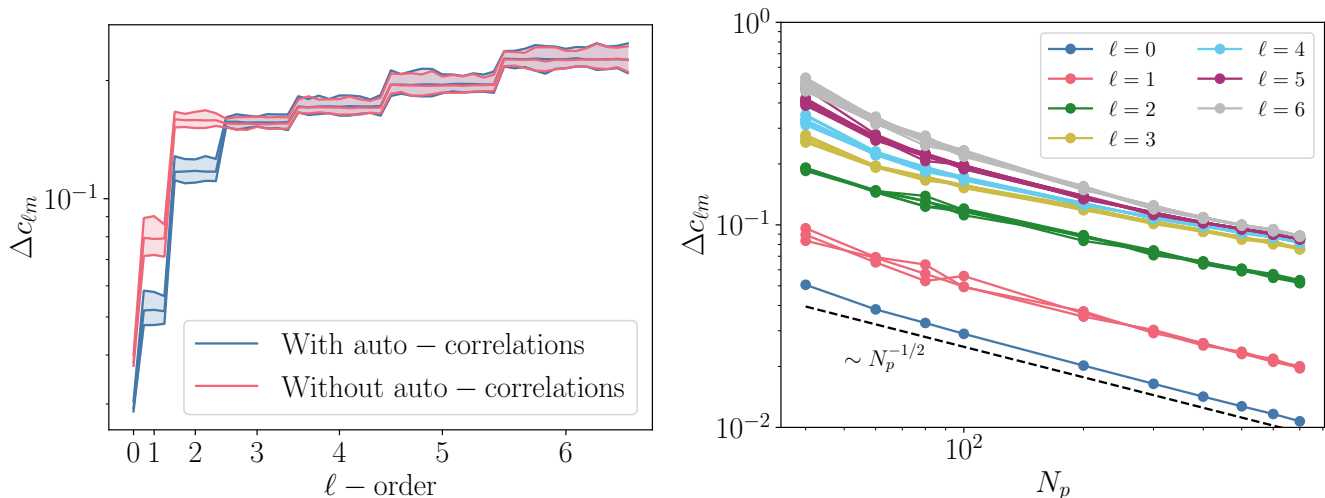 Δc_{ℓm}
10^{-1}
With auto − correlations
Without auto − correlations
0 1 2 3 4 5 6
ℓ − order
Δc_{ℓm}
10^0
10^{-1}
10^{-2}
ℓ = 0
ℓ = 1
ℓ = 2
ℓ = 3
ℓ = 4
ℓ = 5
ℓ = 6
∼ N_p^{-1/2}
10^2
N_p